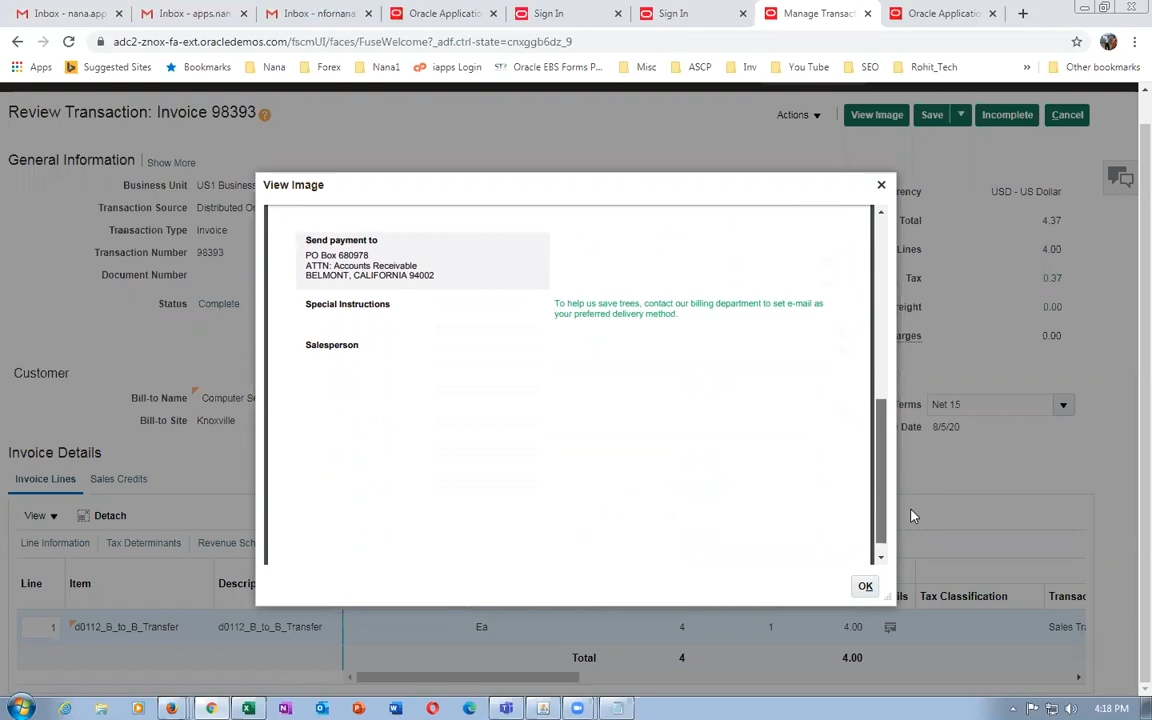 Inbox - nana.app
Inbox - apps.nan
Inbox - nfornana
Oracle Applicatio
Sign In
Sign In
Manage Transact
Oracle Applicatio
adc2-znox-fa-ext.oracledemos.com/fscmUI/faces/FuseWelcome?_adf.ctrl-state=cnxggb6dz_9
Apps
Suggested Sites
Bookmarks
Nana
Forex
Nana1
iapps Login
Oracle EBS Forms P...
Misc
ASCP
Inv
You Tube
SEO
Rohit_Tech
Other bookmarks
Review Transaction: Invoice 98393
Actions
View Image
Save
Incomplete
Cancel
General Information
Show More
Business Unit US1 Business
Transaction Source Distributed Or
Transaction Type Invoice
Transaction Number 98393
Document Number
Status Complete
rency USD - US Dollar
Total 4.37
Lines 4.00
Tax 0.37
reight 0.00
arges 0.00
Customer
Bill-to Name Computer Se
Bill-to Site Knoxville
Terms Net 15
Date 8/5/20
View Image
Send payment to
PO Box 680978
ATTN: Accounts Receivable
BELMONT, CALIFORNIA 94002
Special Instructions
To help us save trees, contact our billing department to set e-mail as
your preferred delivery method.
Salesperson
OK
Invoice Details
Invoice Lines
Sales Credits
View
Detach
Line Information
Tax Determinants
Revenue Sch
Line
Item
Descrip
ils
Tax Classification
Transac
1 d0112_B_to_B_Transfer d0112_B_to_B_Transfer Ea 4 1 4.00 Sales Tra
Total 4 4.00
4:18 PM